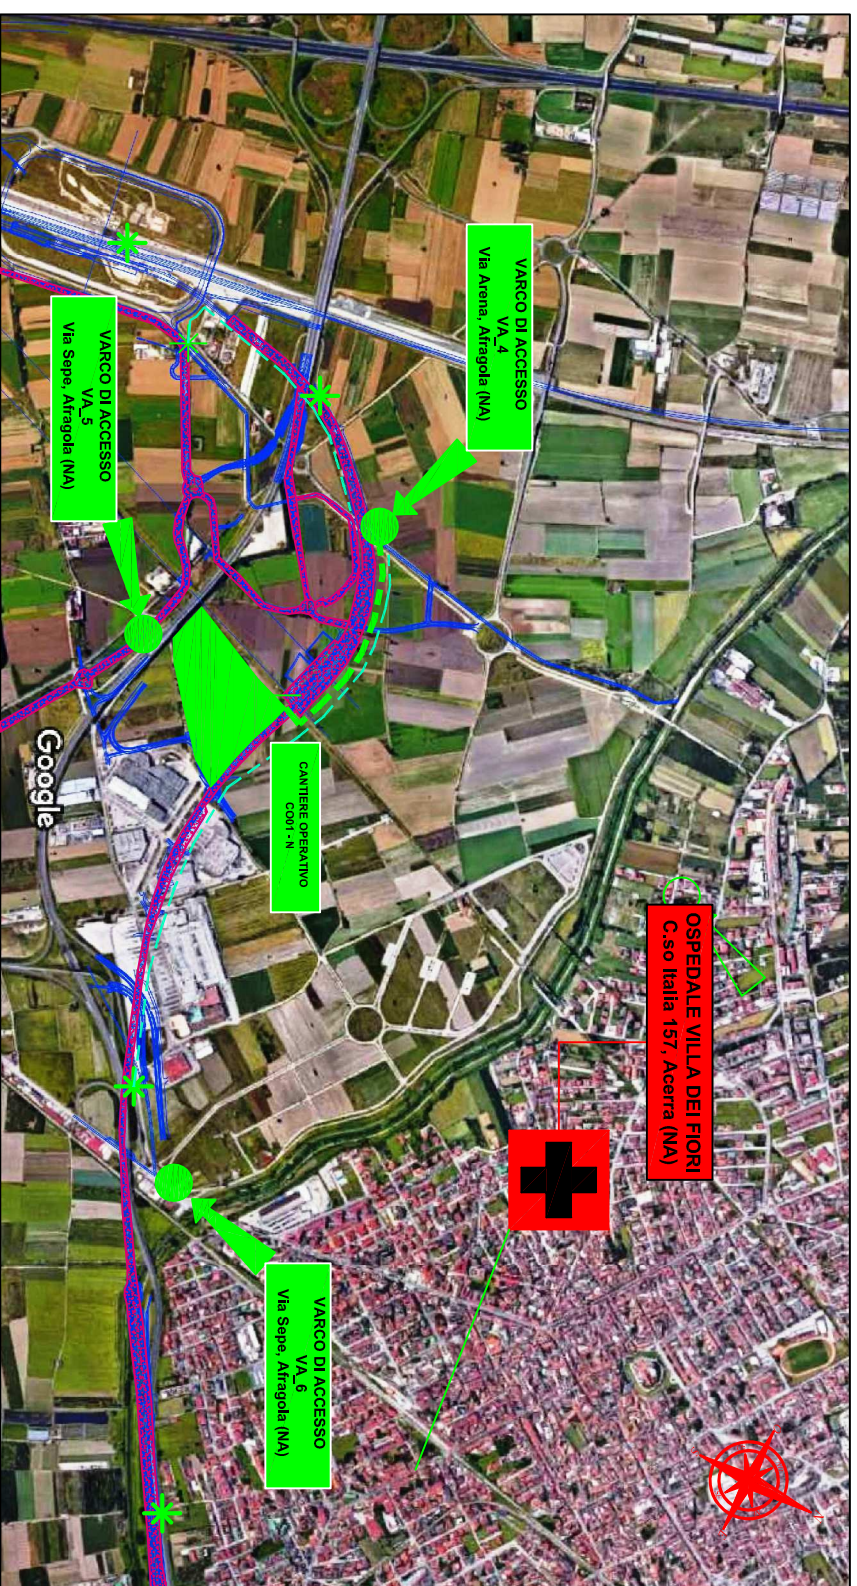 VARCO DI ACCESSO
VA_4
Via Arena, Afragola (NA)
VARCO DI ACCESSO
VA_5
Via Sepe, Afragola (NA)
Google
CANTIERE OPERATIVO
CO01 - N
OSPEDALE VILLA DEI FIORI
C.so Italia 157, Acerra (NA)
VARCO DI ACCESSO
VA_6
Via Sepe, Afragola (NA)